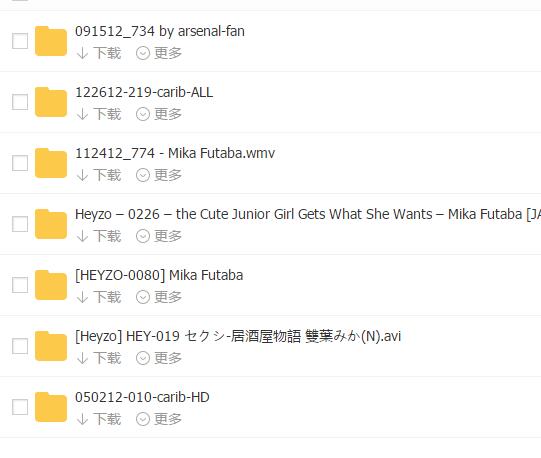 091512_734 by arsenal-fan
下载 更多
122612-219-carib-ALL
下载 更多
112412_774 - Mika Futaba.wmv
下载 更多
Heyzo – 0226 – the Cute Junior Girl Gets What She Wants – Mika Futaba [JA
下载 更多
[HEYZO-0080] Mika Futaba
下载 更多
[Heyzo] HEY-019 セクシ-居酒屋物語 雙葉みか(N).avi
下载 更多
050212-010-carib-HD
下载 更多